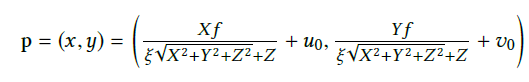 p = (x, y) = ( Xf / ξ√X²+Y²+Z²+Z + u₀, Yf / ξ√X²+Y²+Z²+Z + v₀ )